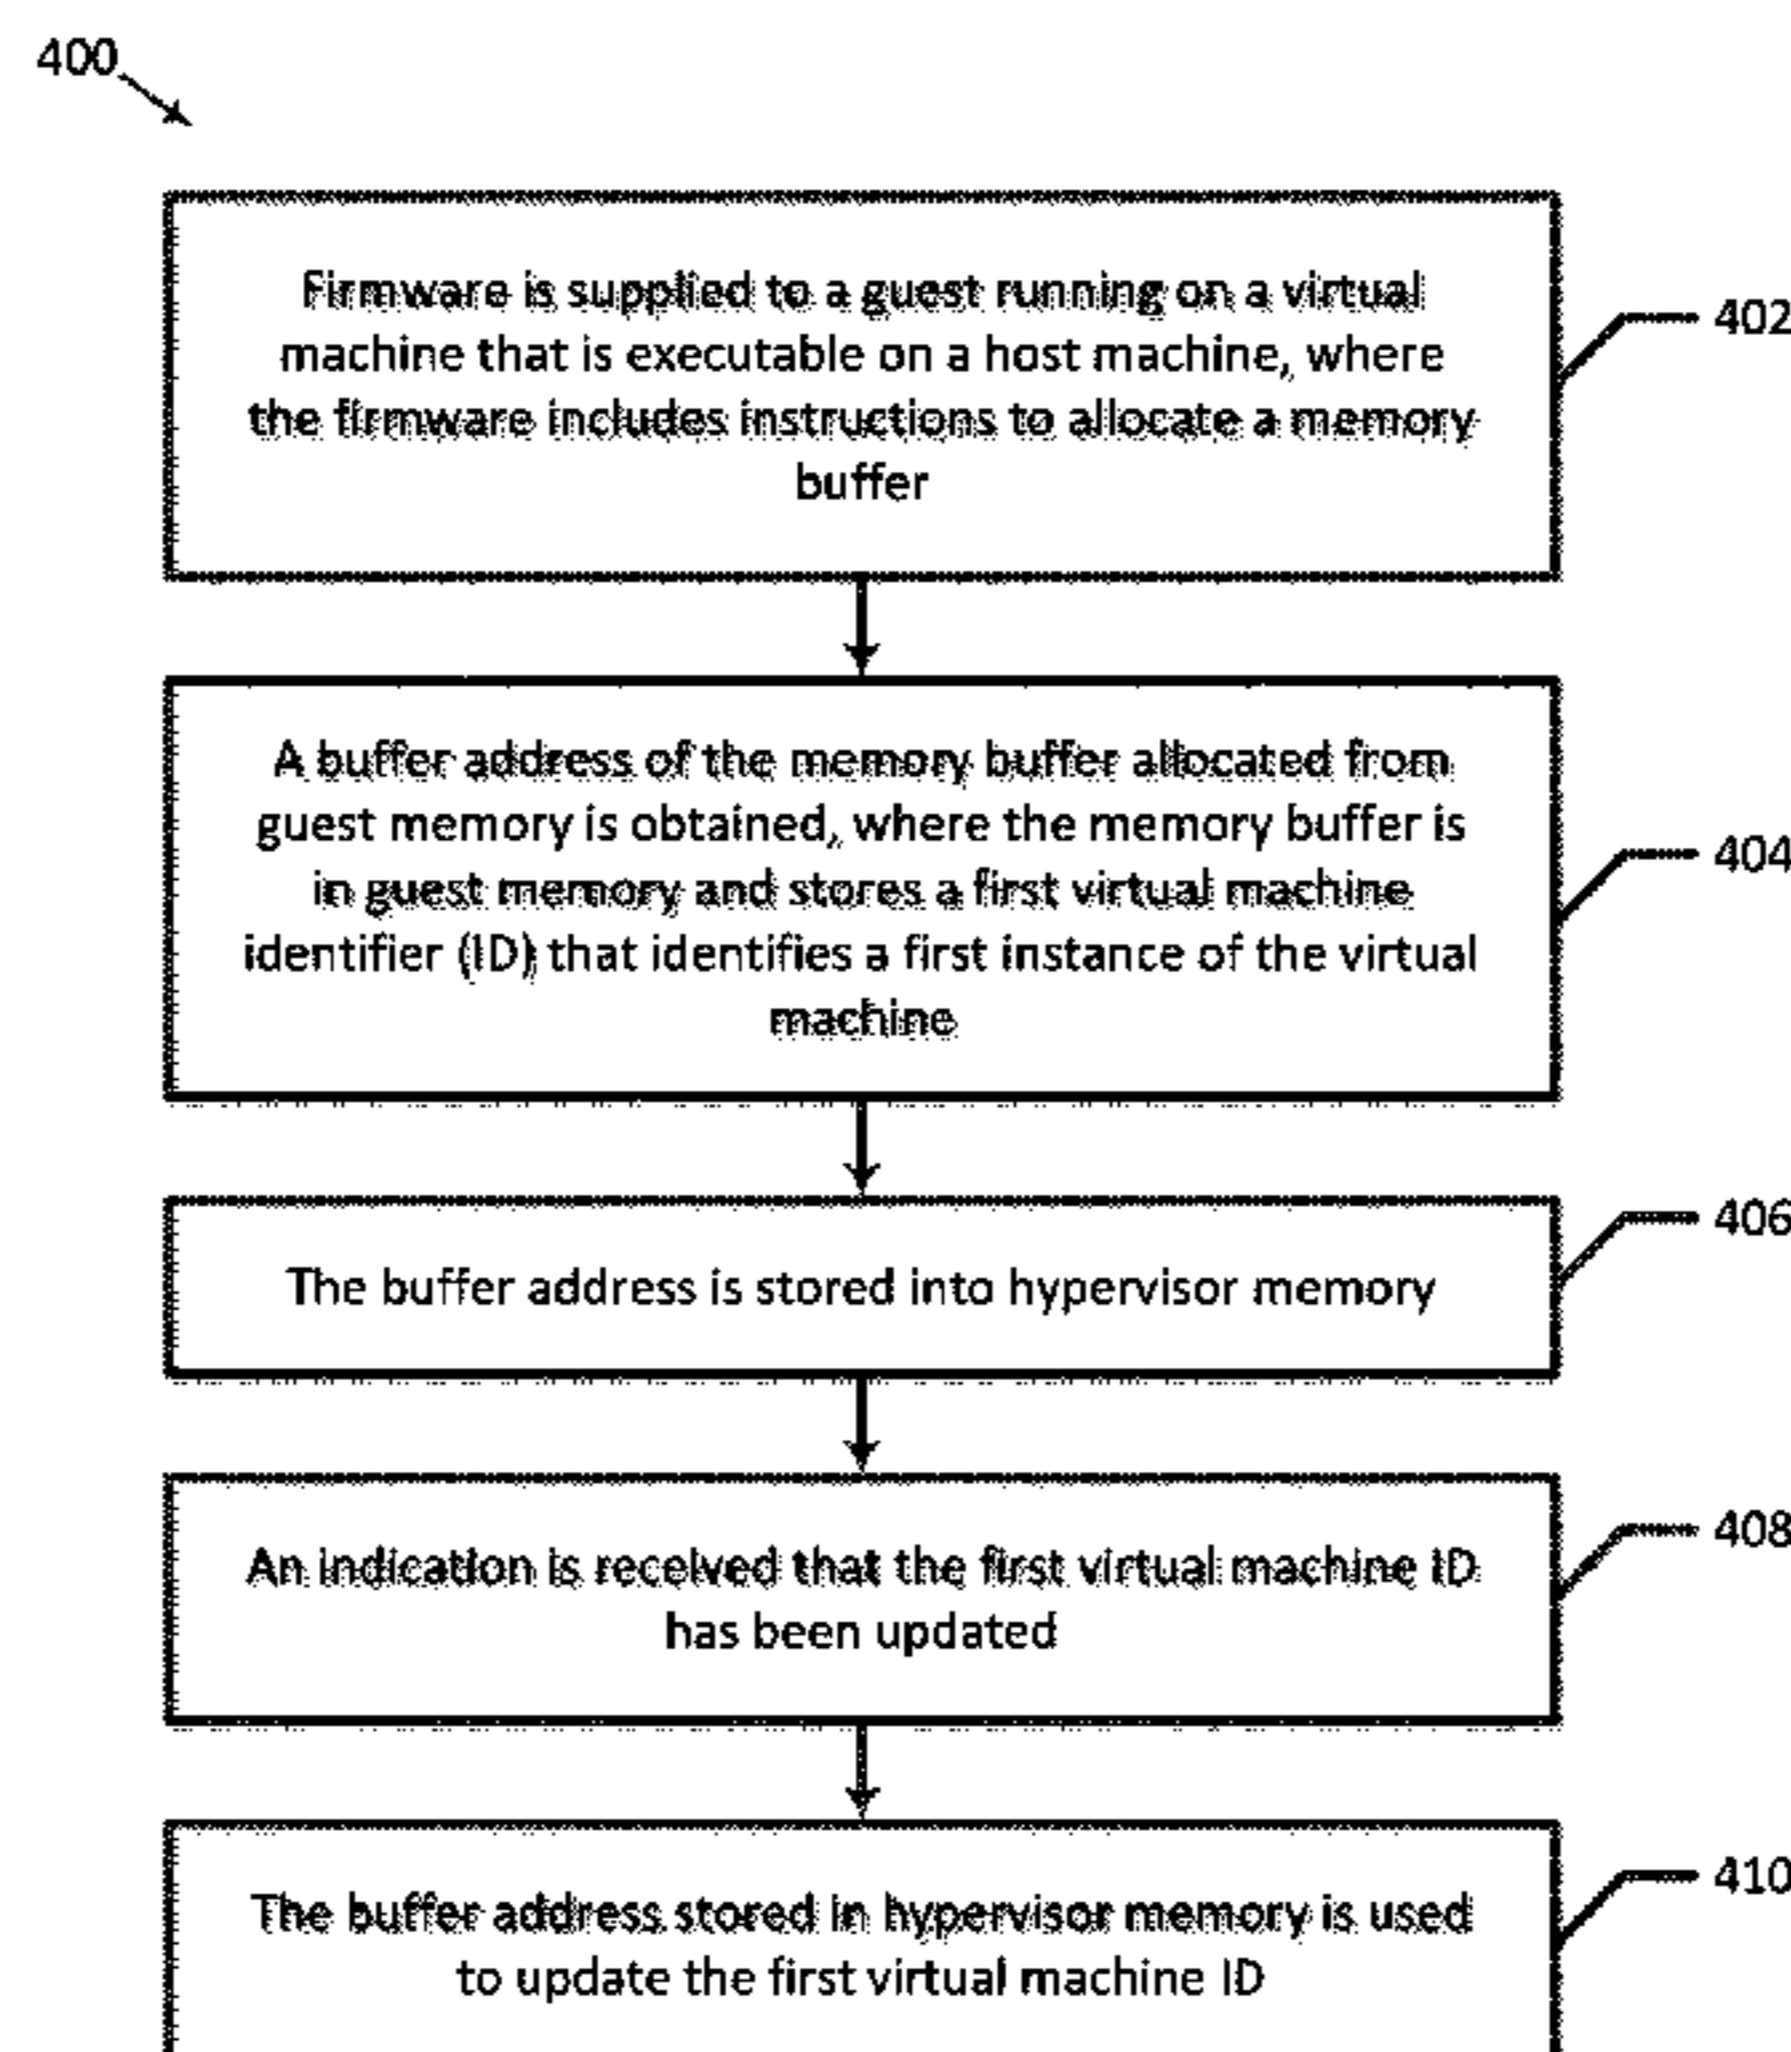 400
Firmware is supplied to a guest running on a virtual
machine that is executable on a host machine, where
the firmware includes instructions to allocate a memory
buffer
402
A buffer address of the memory buffer allocated from
guest memory is obtained, where the memory buffer is
in guest memory and stores a first virtual machine
identifier (ID) that identifies a first instance of the virtual
machine
404
The buffer address is stored into hypervisor memory
406
An indication is received that the first virtual machine ID
has been updated
408
The buffer address stored in hypervisor memory is used
to update the first virtual machine ID
410